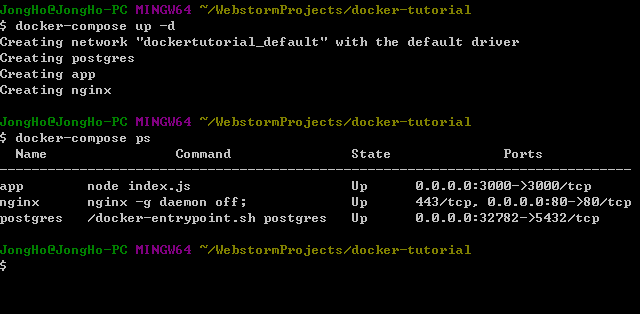 JongHo@JongHo-PC MINGW64 ~/WebstormProjects/docker-tutorial
$ docker-compose up -d
Creating network "dockertutorial_default" with the default driver
Creating postgres
Creating app
Creating nginx
JongHo@JongHo-PC MINGW64 ~/WebstormProjects/docker-tutorial
$ docker-compose ps
Name Command State Ports
-------------------------------------------------------------------------------
app node index.js Up 0.0.0.0:3000->3000/tcp
nginx nginx -g daemon off; Up 443/tcp, 0.0.0.0:80->80/tcp
postgres /docker-entrypoint.sh postgres Up 0.0.0.0:32782->5432/tcp
JongHo@JongHo-PC MINGW64 ~/WebstormProjects/docker-tutorial
$